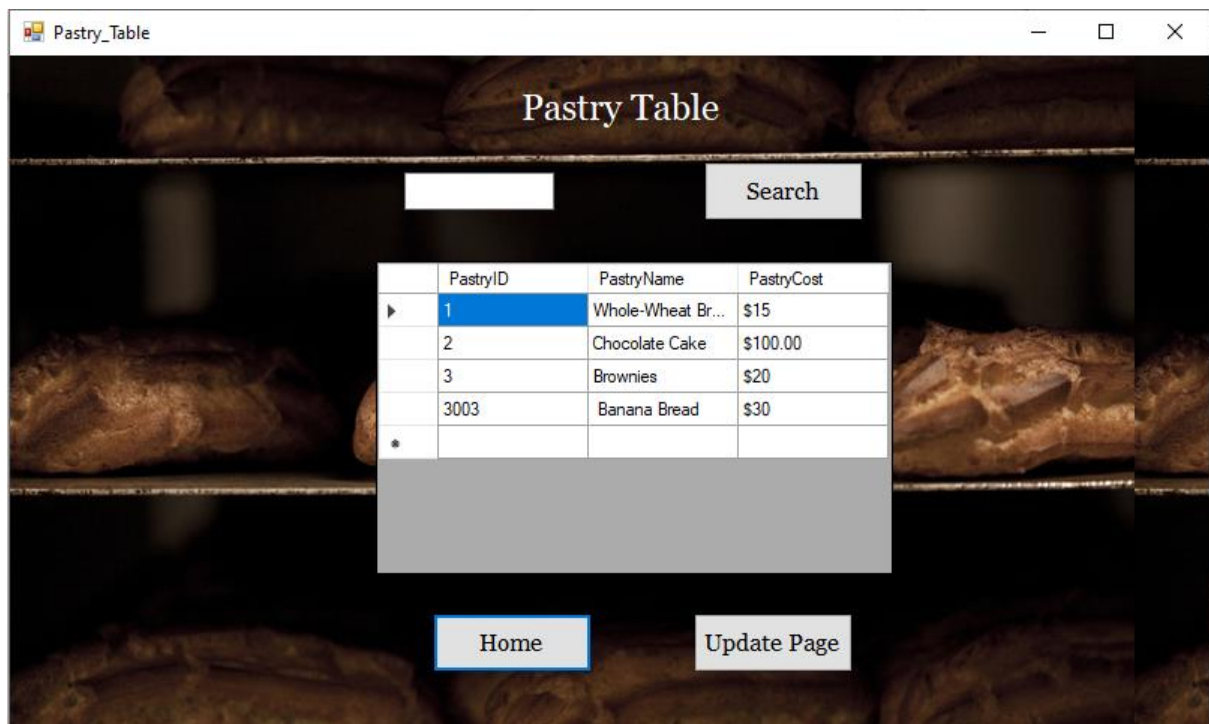 Pastry_Table
Pastry Table
Search
PastryID PastryName PastryCost
1 Whole-Wheat Br... $15
2 Chocolate Cake $100.00
3 Brownies $20
3003 Banana Bread $30
Home Update Page